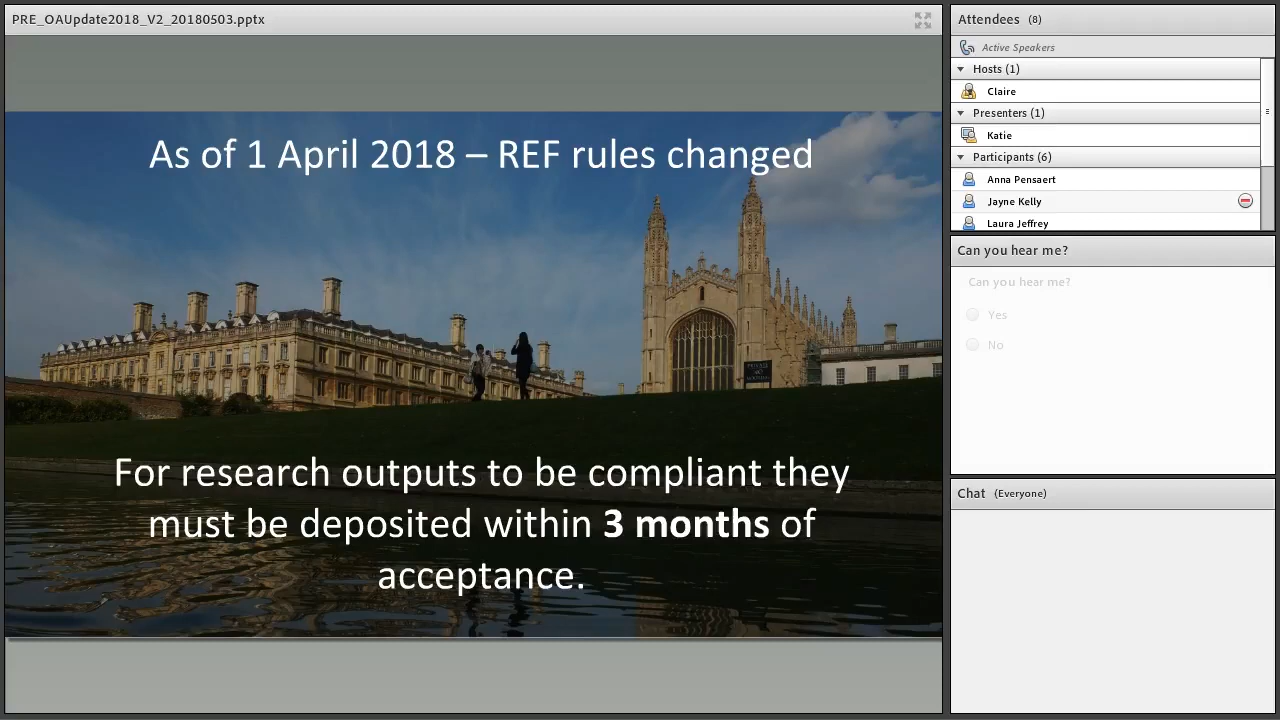 PRE_OAUpdate2018_V2_20180503.pptx
As of 1 April 2018 – REF rules changed
For research outputs to be compliant they
must be deposited within 3 months of
acceptance.
Attendees (8)
Active Speakers
Hosts (1)
Claire
Presenters (1)
Katie
Participants (6)
Anna Pensaert
Jayne Kelly
Laura Jeffrey
Can you hear me?
Can you hear me?
Yes
No
Chat (Everyone)